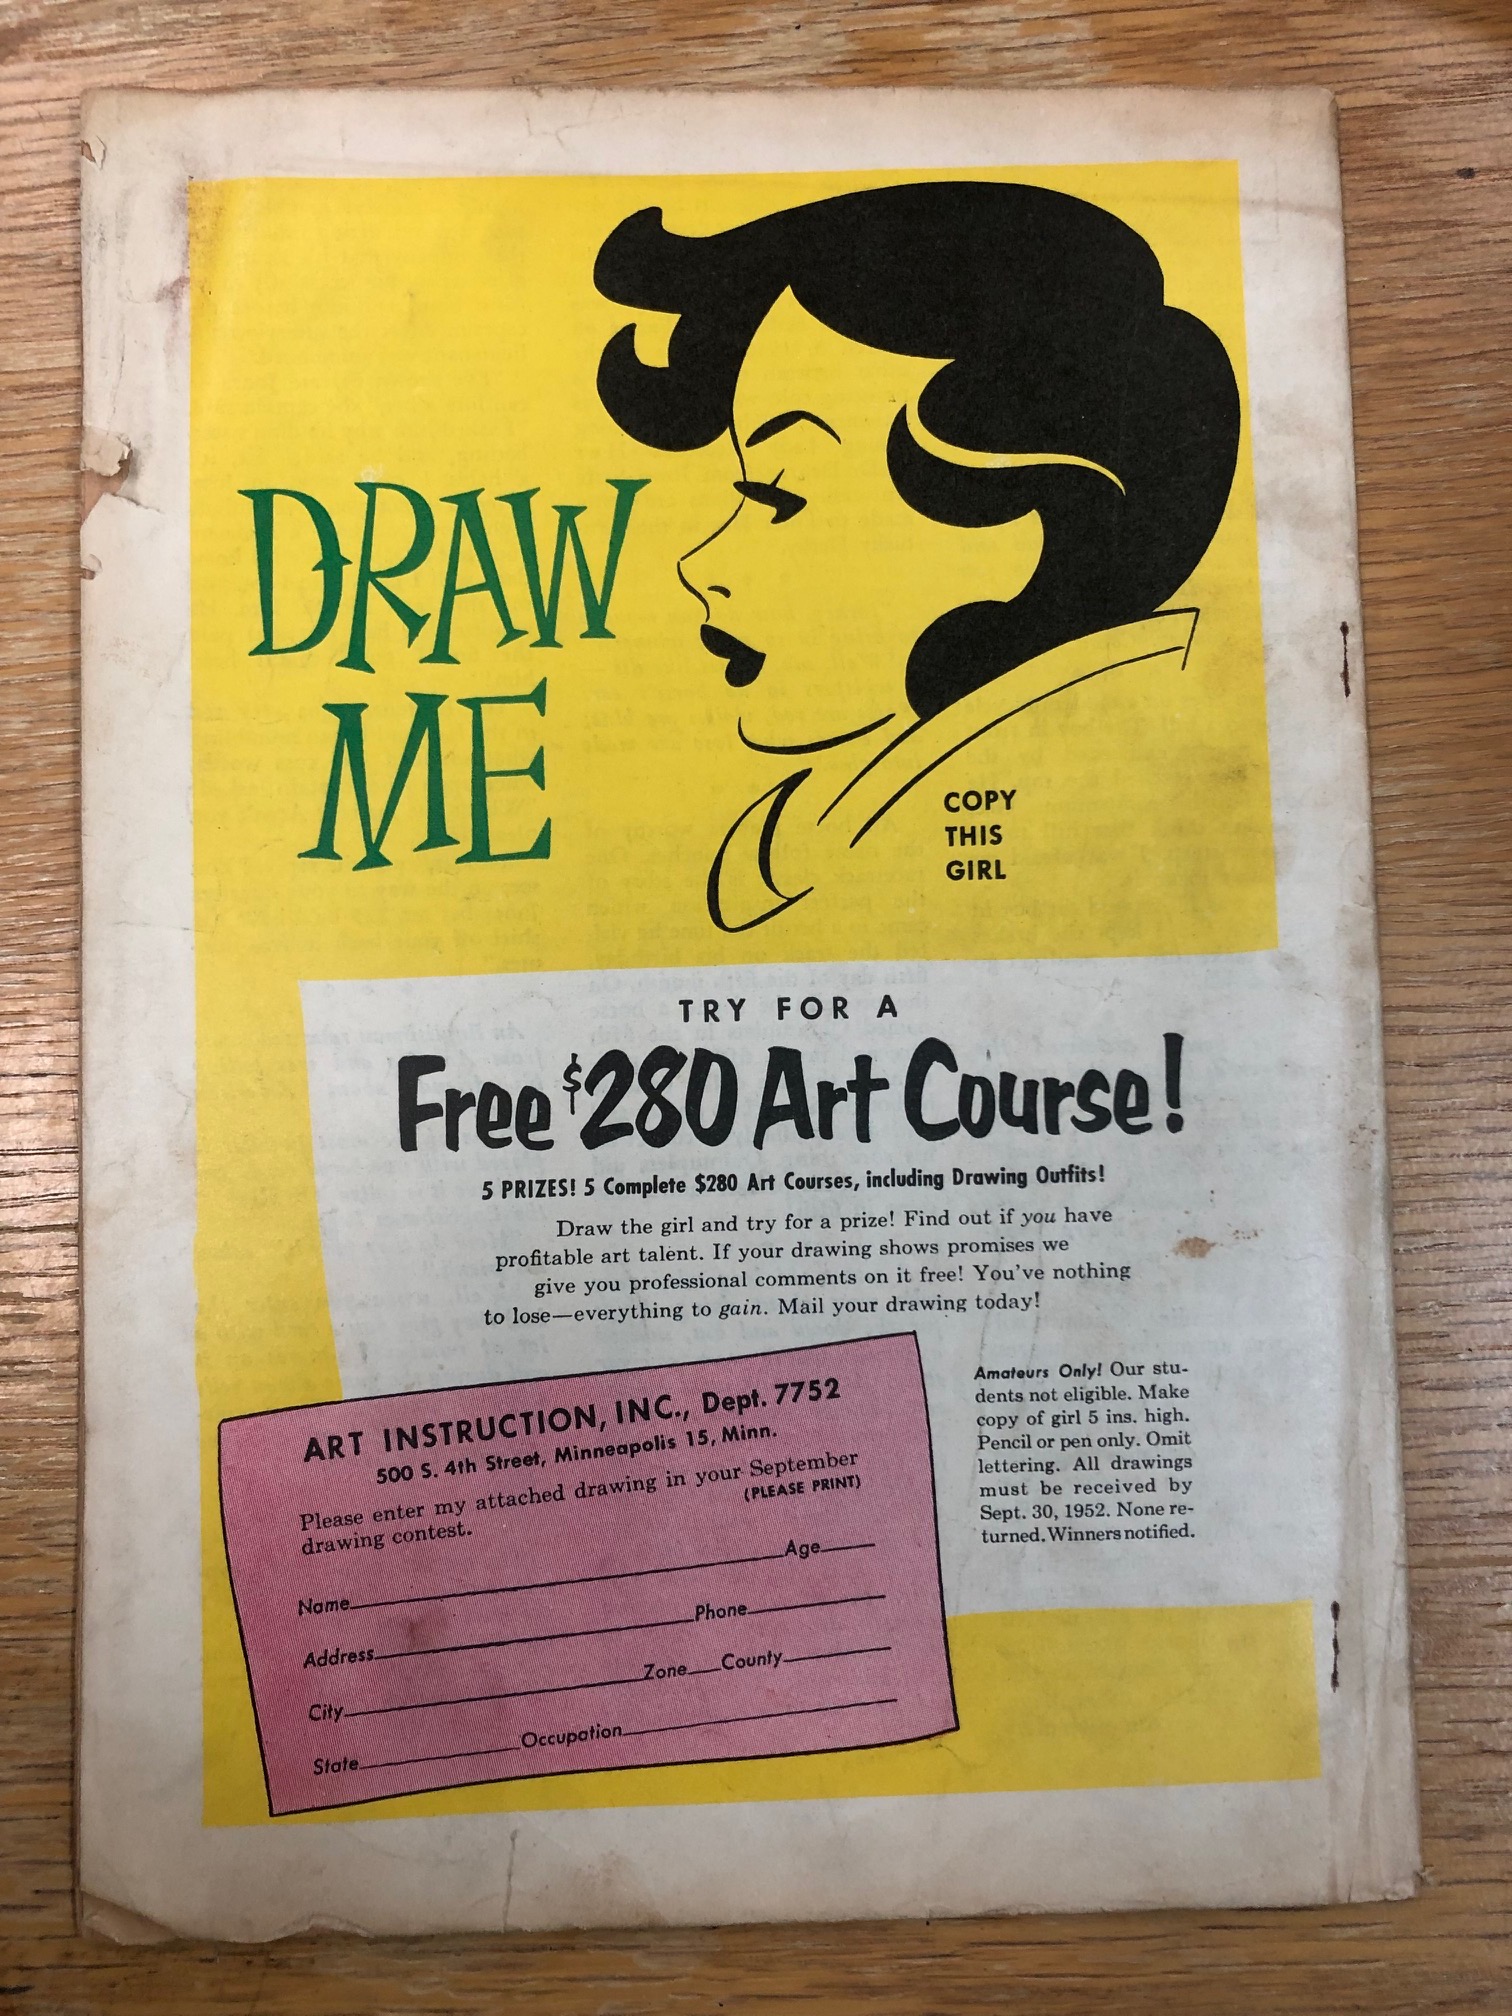 DRAW
ME
COPY
THIS
GIRL
TRY FOR A
Free $280 Art Course!
5 PRIZES! 5 Complete $280 Art Courses, including Drawing Outfits!
Draw the girl and try for a prize! Find out if you have
profitable art talent. If your drawing shows promises we
give you professional comments on it free! You've nothing
to lose—everything to gain. Mail your drawing today!
ART INSTRUCTION, INC., Dept. 7752
500 S. 4th Street, Minneapolis 15, Minn.
Please enter my attached drawing in your September
drawing contest. (PLEASE PRINT)
Name Age
Address Phone
City Zone County
State Occupation
Amateurs Only! Our stu-
dents not eligible. Make
copy of girl 5 ins. high.
Pencil or pen only. Omit
lettering. All drawings
must be received by
Sept. 30, 1952. None re-
turned. Winners notified.